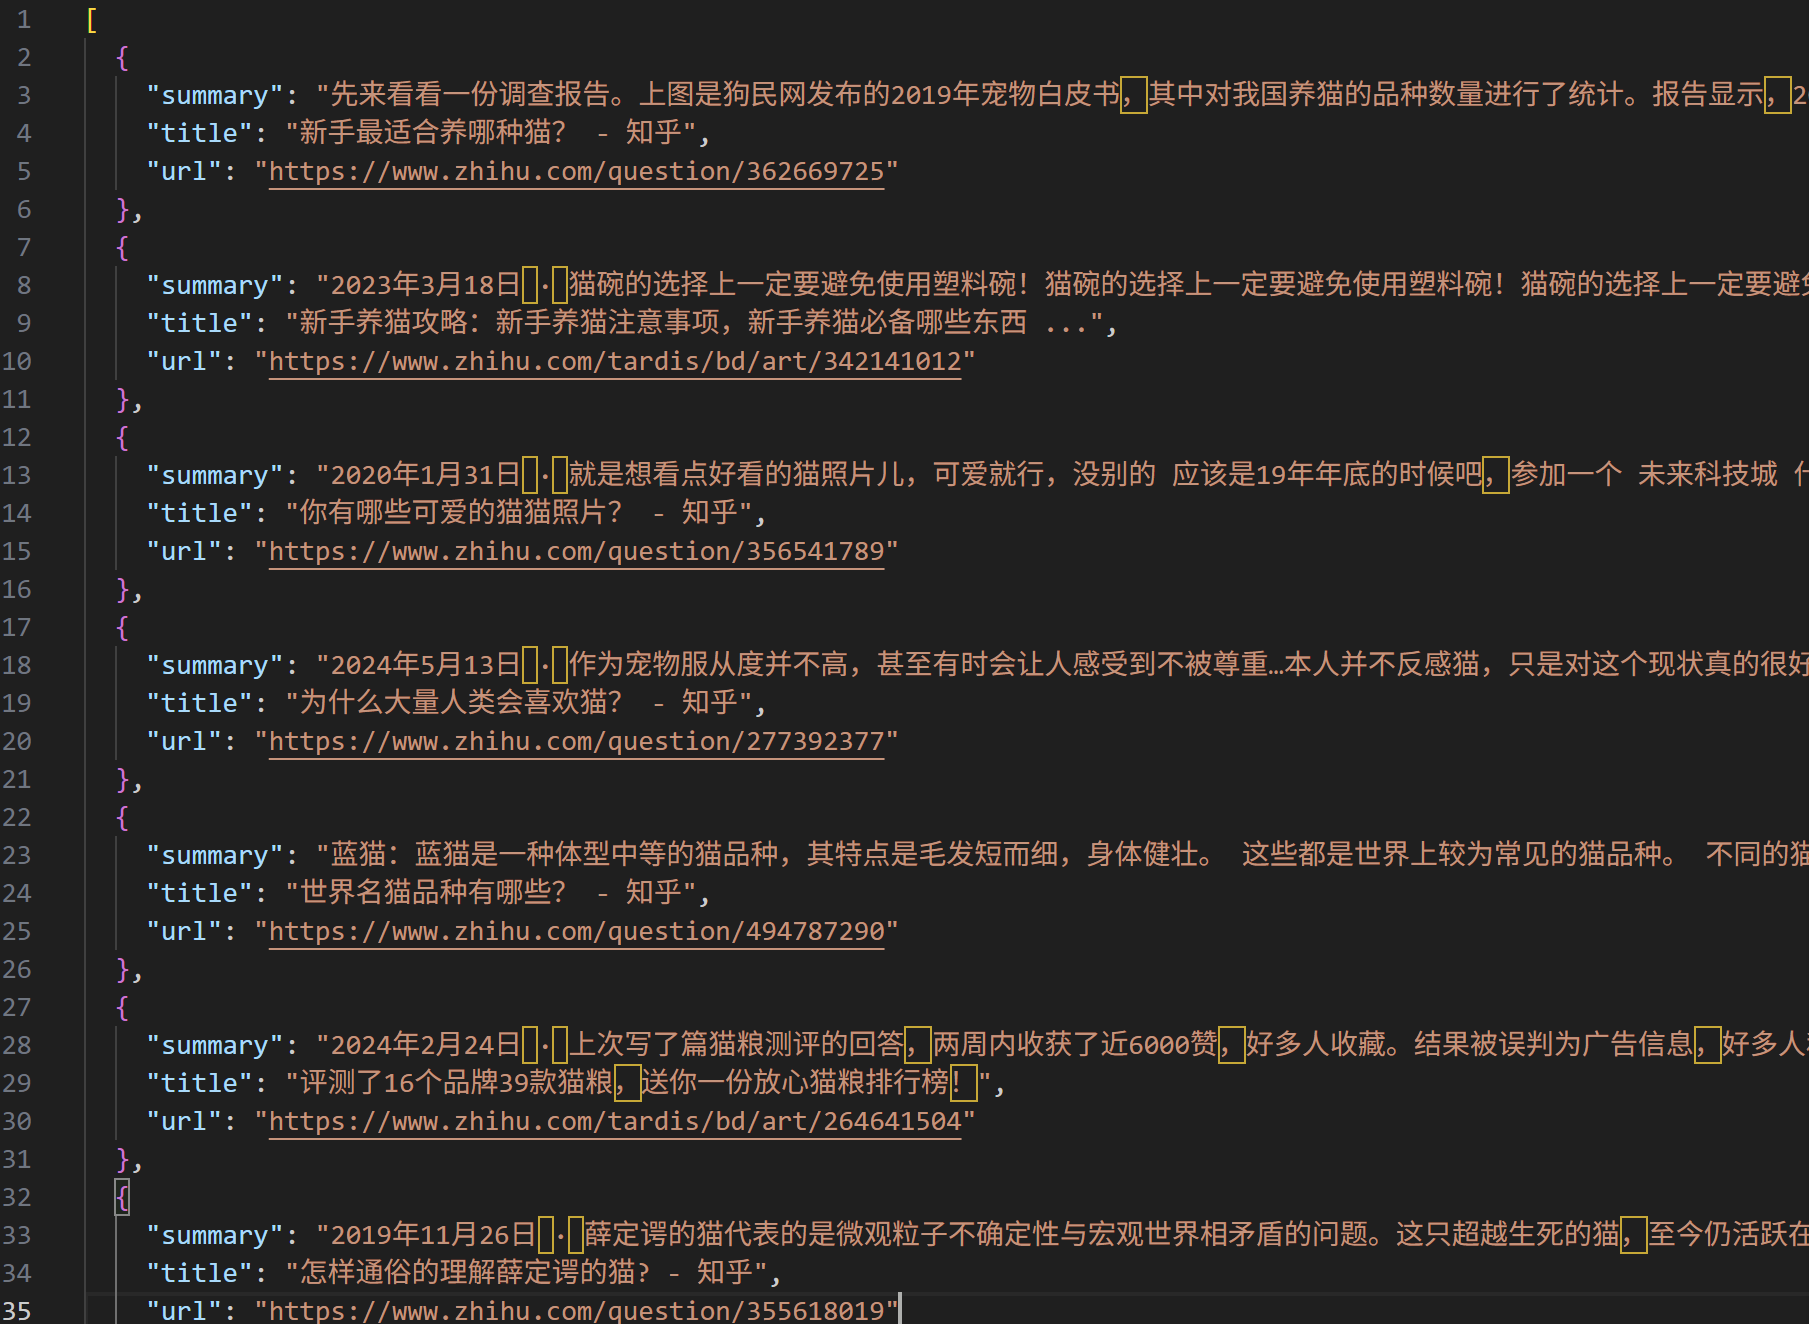 1 [
2 {
3 "summary": "先来看看一份调查报告。上图是狗民网发布的2019年宠物白皮书，其中对我国养猫的品种数量进行了统计。报告显示，2
4 "title": "新手最适合养哪种猫？ - 知乎",
5 "url": "https://www.zhihu.com/question/362669725"
6 },
7 {
8 "summary": "2023年3月18日 · 猫碗的选择上一定要避免使用塑料碗！猫碗的选择上一定要避免使用塑料碗！猫碗的选择上一定要避免
9 "title": "新手养猫攻略：新手养猫注意事项，新手养猫必备哪些东西 ...",
10 "url": "https://www.zhihu.com/tardis/bd/art/342141012"
11 },
12 {
13 "summary": "2020年1月31日 · 就是想看点好看的猫照片儿，可爱就行，没别的 应该是19年年底的时候吧，参加一个 未来科技城 什
14 "title": "你有哪些可爱的猫猫照片？ - 知乎",
15 "url": "https://www.zhihu.com/question/356541789"
16 },
17 {
18 "summary": "2024年5月13日 · 作为宠物服从度并不高，甚至有时会让人感受到不被尊重…本人并不反感猫，只是对这个现状真的很好
19 "title": "为什么大量人类会喜欢猫？ - 知乎",
20 "url": "https://www.zhihu.com/question/277392377"
21 },
22 {
23 "summary": "蓝猫：蓝猫是一种体型中等的猫品种，其特点是毛发短而细，身体健壮。 这些都是世界上较为常见的猫品种。 不同的猫
24 "title": "世界名猫品种有哪些？ - 知乎",
25 "url": "https://www.zhihu.com/question/494787290"
26 },
27 {
28 "summary": "2024年2月24日 · 上次写了篇猫粮测评的回答，两周内收获了近6000赞，好多人收藏。结果被误判为广告信息，好多人
29 "title": "评测了16个品牌39款猫粮，送你一份放心猫粮排行榜！",
30 "url": "https://www.zhihu.com/tardis/bd/art/264641504"
31 },
32 {
33 "summary": "2019年11月26日 · 薛定谔的猫代表的是微观粒子不确定性与宏观世界相矛盾的问题。这只超越生死的猫，至今仍活跃在
34 "title": "怎样通俗的理解薛定谔的猫? - 知乎",
35 "url": "https://www.zhihu.com/question/355618019"